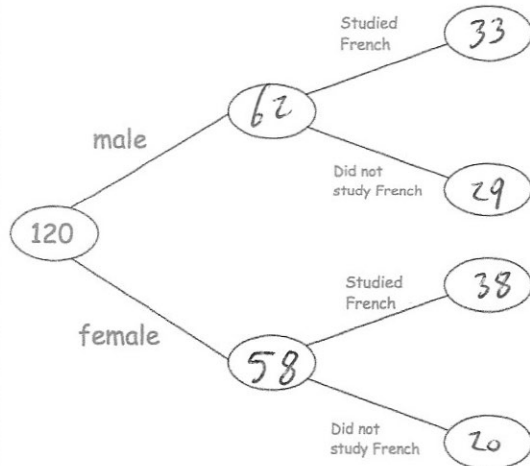 Studied
French
33
62
male
Did not
study French
29
120
Studied
French
38
female
58
Did not
study French
20